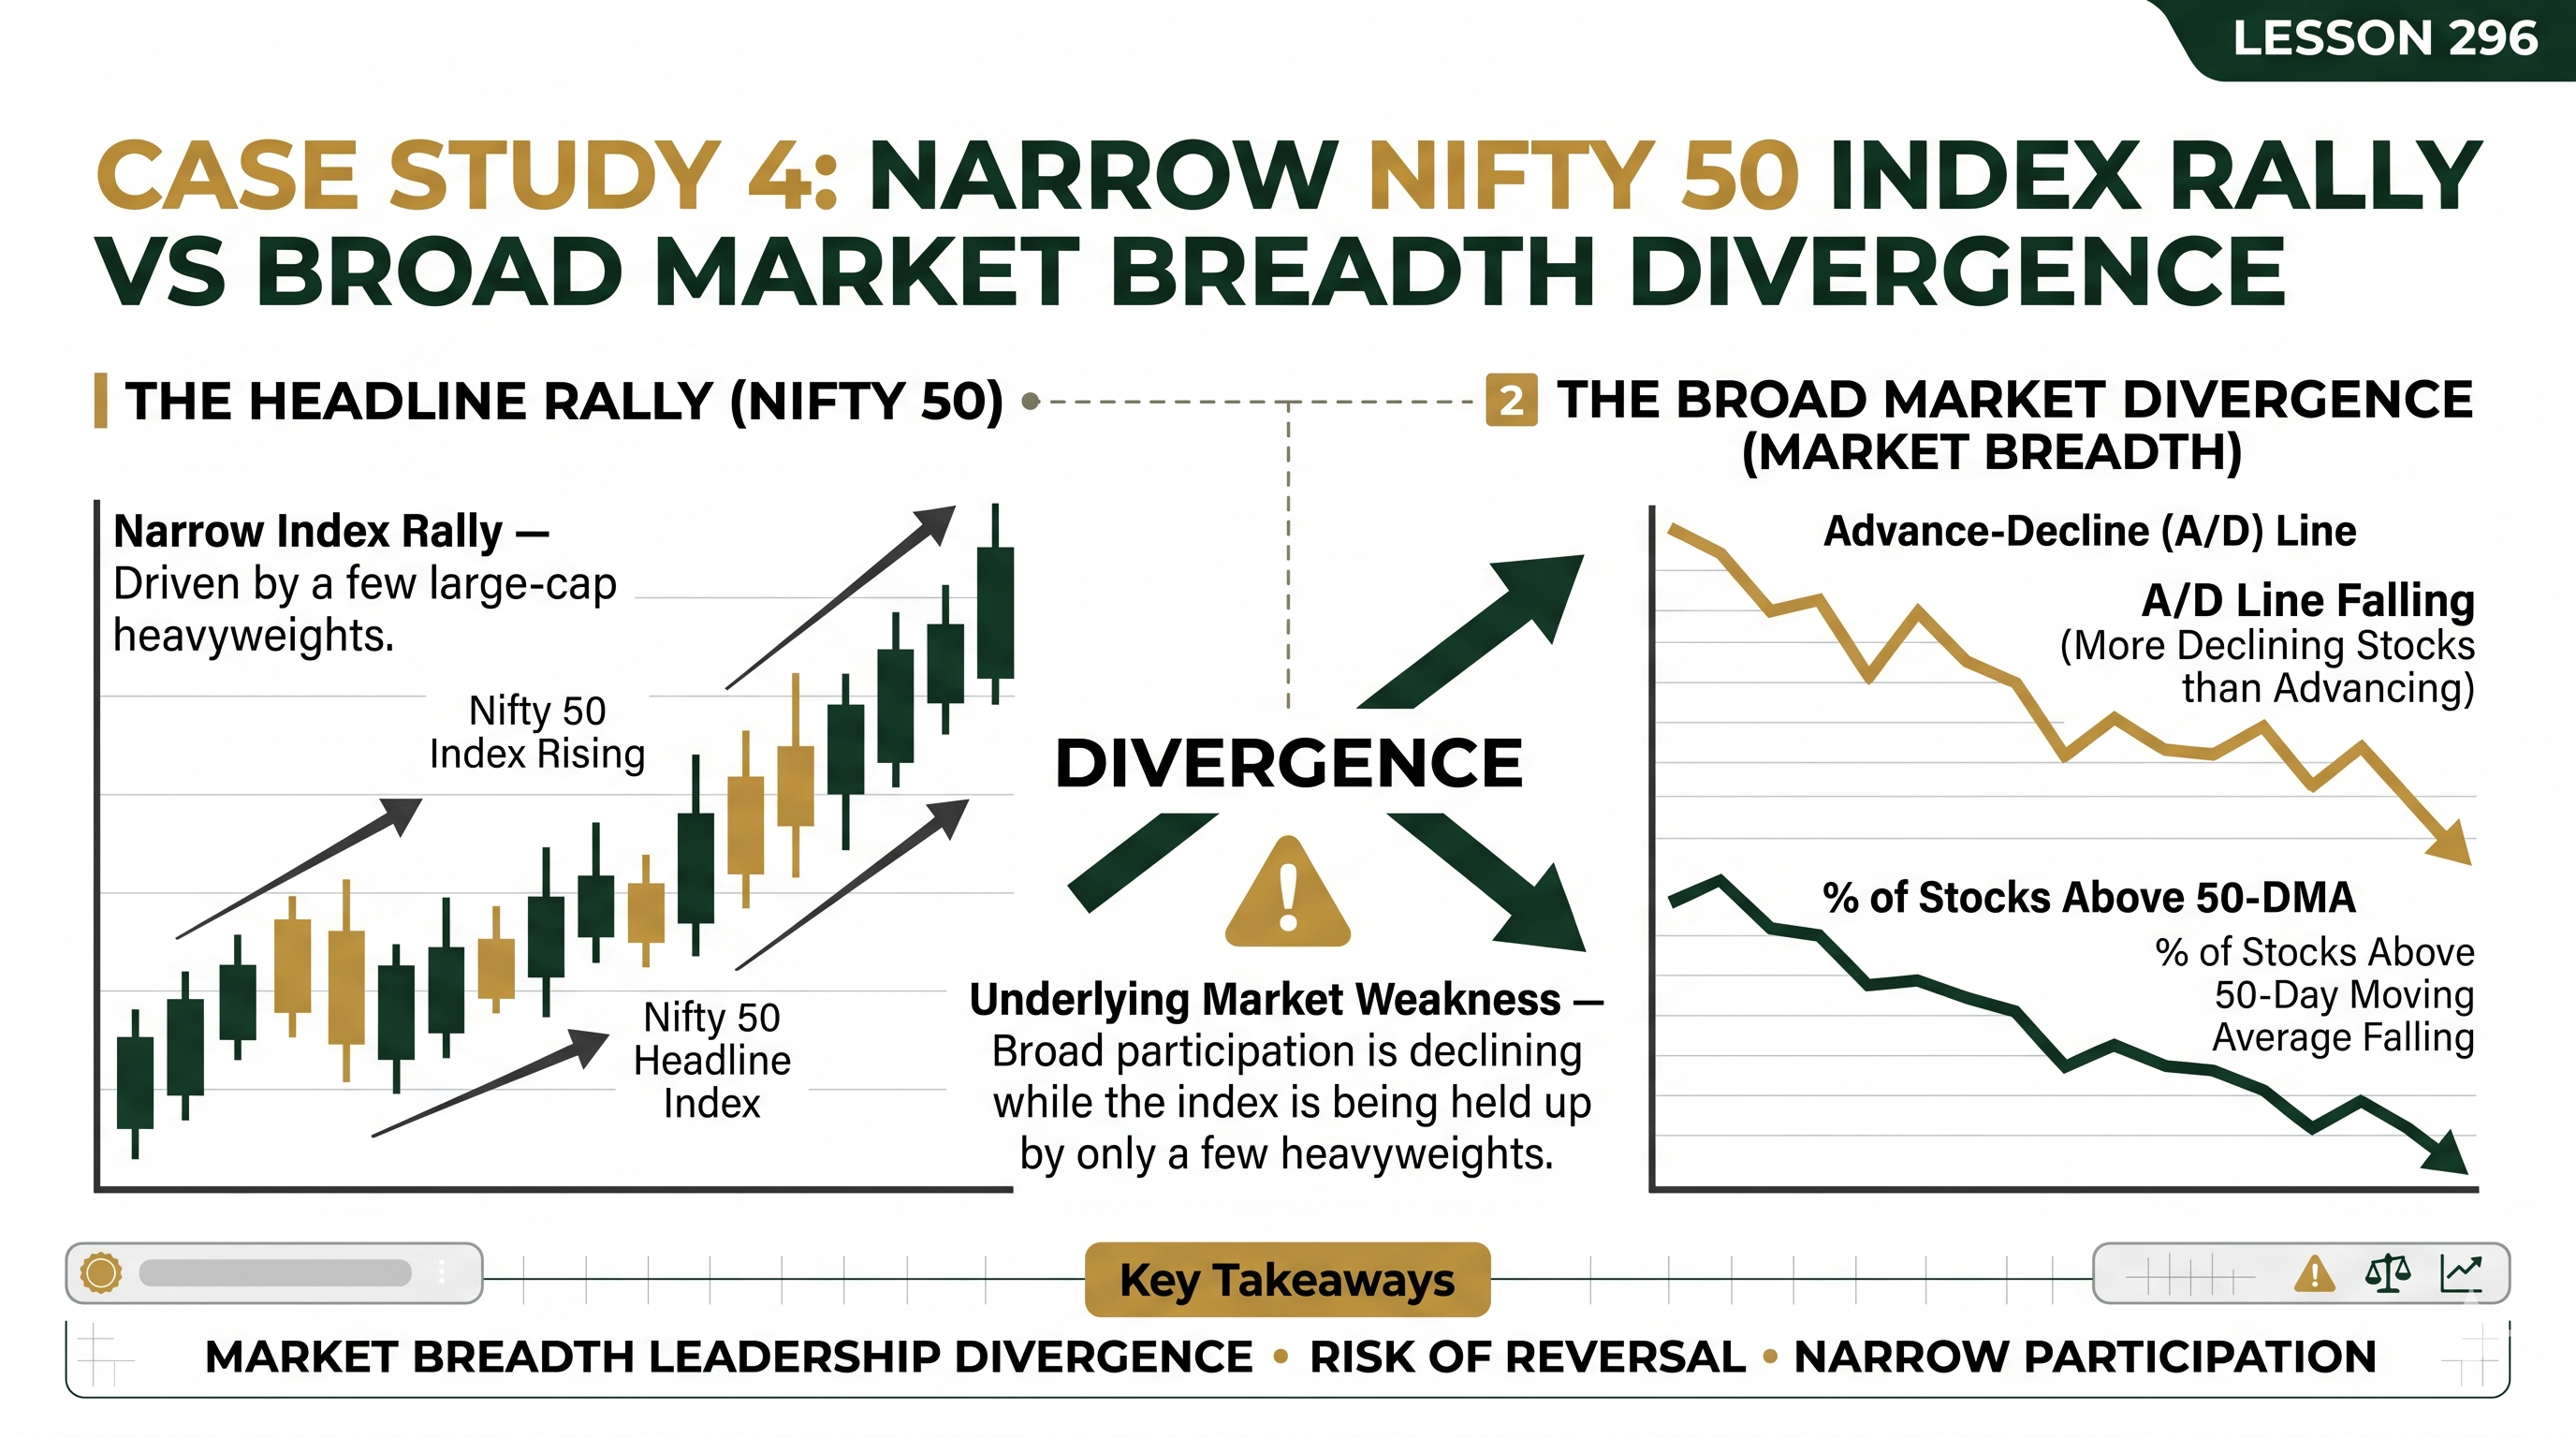 LESSON 296
CASE STUDY 4: NARROW NIFTY 50 INDEX RALLY
VS BROAD MARKET BREADTH DIVERGENCE
THE HEADLINE RALLY (NIFTY 50)
Narrow Index Rally —
Driven by a few large-cap
heavyweights.
Nifty 50
Index Rising
Nifty 50
Headline
Index
DIVERGENCE
!
Underlying Market Weakness —
Broad participation is declining
while the index is being held up
by only a few heavyweights.
2 THE BROAD MARKET DIVERGENCE
(MARKET BREADTH)
Advance-Decline (A/D) Line
A/D Line Falling
(More Declining Stocks
than Advancing)
% of Stocks Above 50-DMA
% of Stocks Above
50-Day Moving
Average Falling
Key Takeaways
!
MARKET BREADTH LEADERSHIP DIVERGENCE • RISK OF REVERSAL • NARROW PARTICIPATION